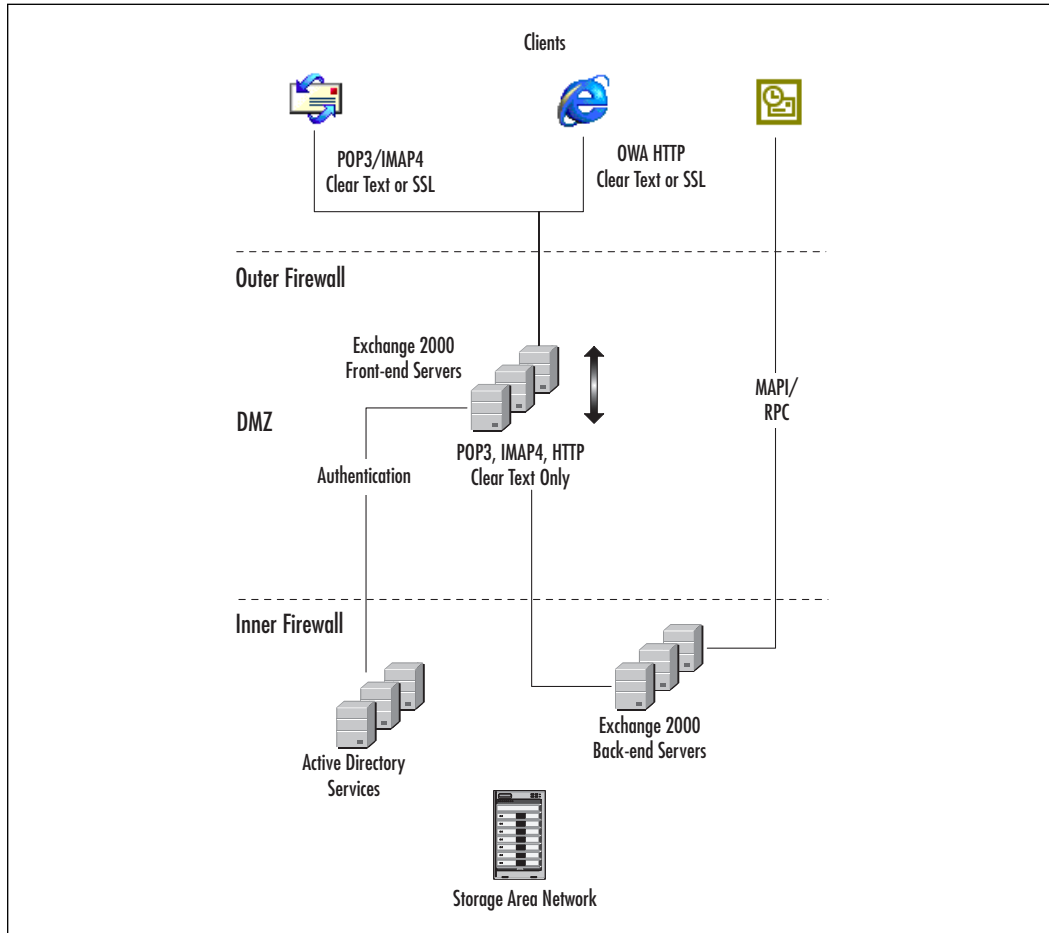 Clients
POP3/IMAP4
Clear Text or SSL
OWA HTTP
Clear Text or SSL
Outer Firewall
Exchange 2000
Front-end Servers
MAPI/
RPC
DMZ
POP3, IMAP4, HTTP
Clear Text Only
Authentication
Inner Firewall
Active Directory
Services
Exchange 2000
Back-end Servers
Storage Area Network